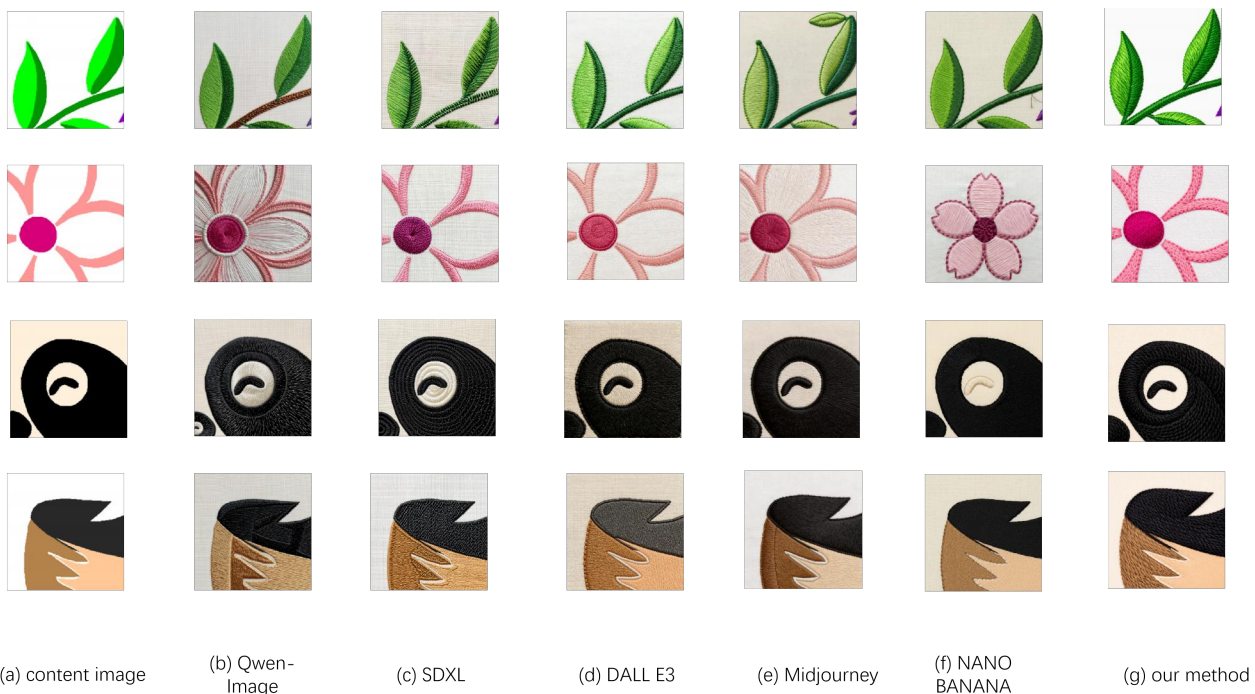 (a) content image
(b) Qwen-
Image
(c) SDXL
(d) DALL E3
(e) Midjourney
(f) NANO
BANANA
(g) our method